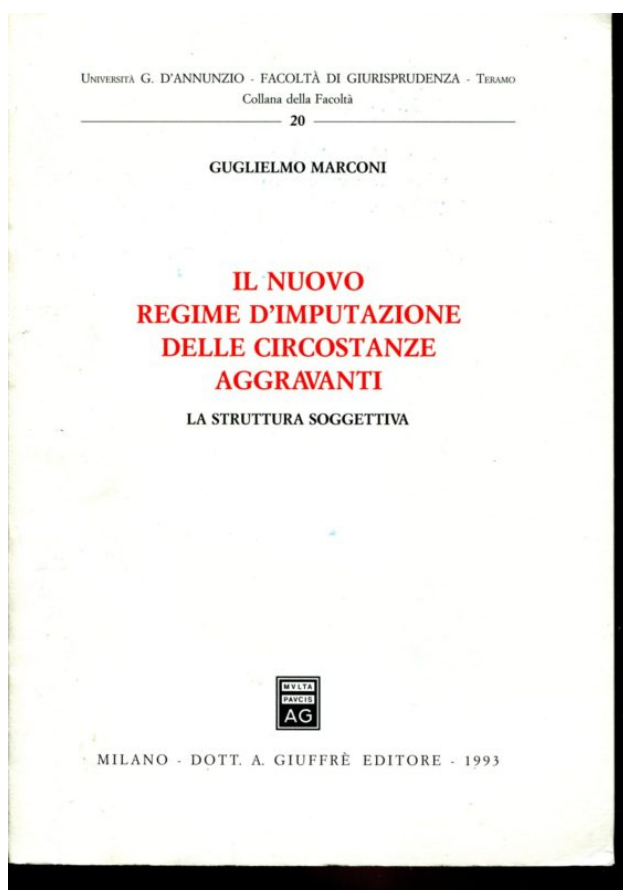 Università G. D'ANNUNZIO - FACOLTÀ DI GIURISPRUDENZA - Teramo
Collana della Facoltà
20
GUGLIELMO MARCONI
IL NUOVO
REGIME D'IMPUTAZIONE
DELLE CIRCOSTANZE
AGGRAVANTI
LA STRUTTURA SOGGETTIVA
MVLTA
PAVCIS
AG
MILANO - DOTT. A. GIUFFRÈ EDITORE - 1993